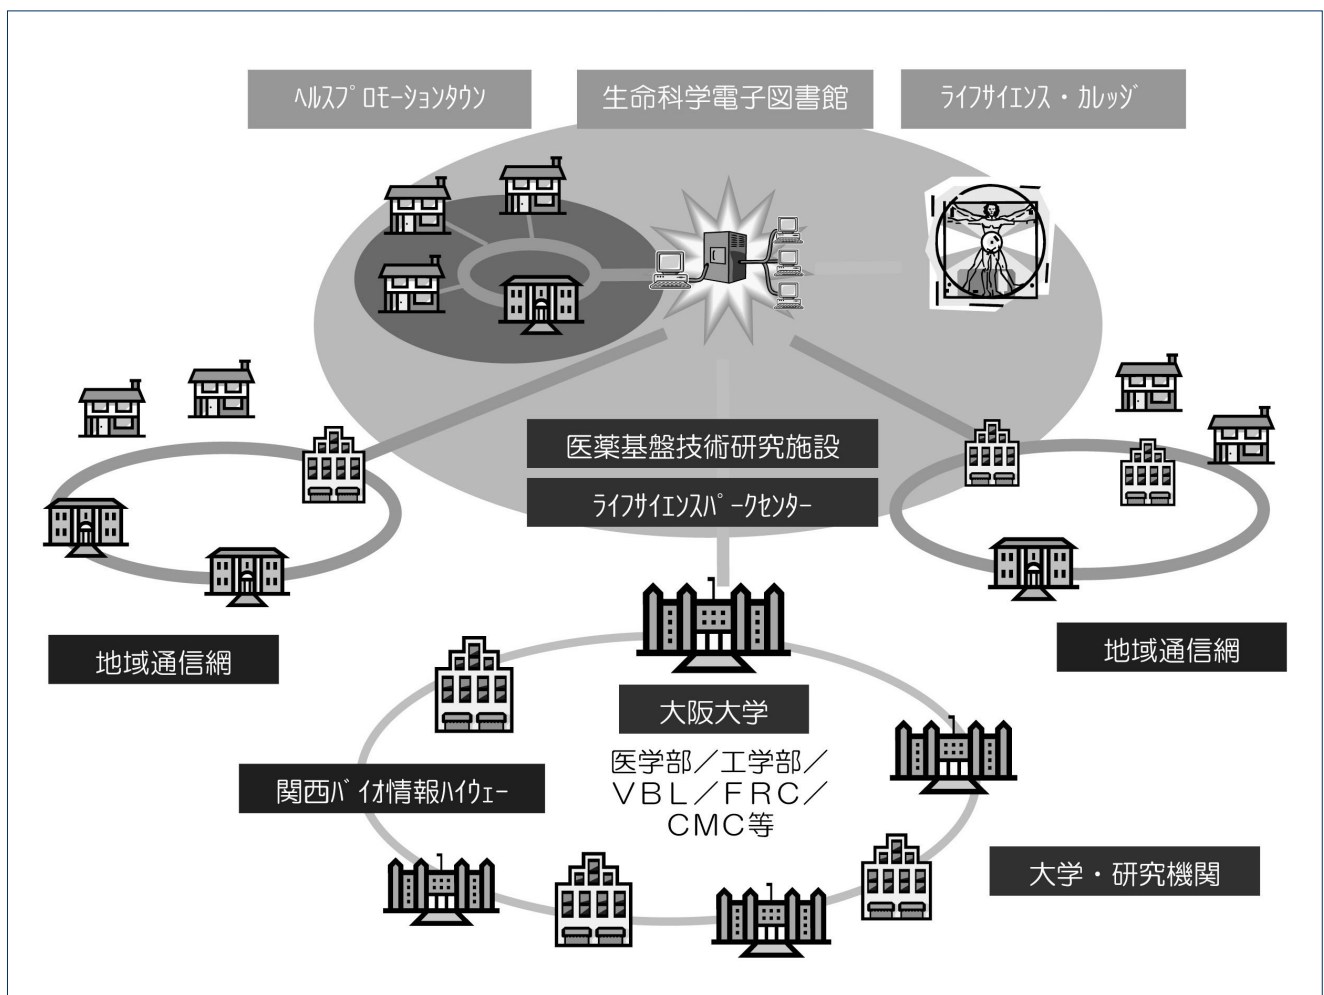 ﾍﾙｽﾌﾟﾛﾓｰｼｮﾝﾀｳﾝ
生命科学電子図書館
ﾗｲﾌｻｲｴﾝｽ・ｶﾚｯｼﾞ
医薬基盤技術研究施設
ﾗｲﾌｻｲｴﾝｽﾊﾟｰｸｾﾝﾀｰ
地域通信網
地域通信網
大阪大学
医学部／工学部／
ＶＢＬ／ＦＲＣ／
ＣＭＣ等
関西ﾊﾞｲｵ情報ﾊｲｳｪｰ
大学・研究機関